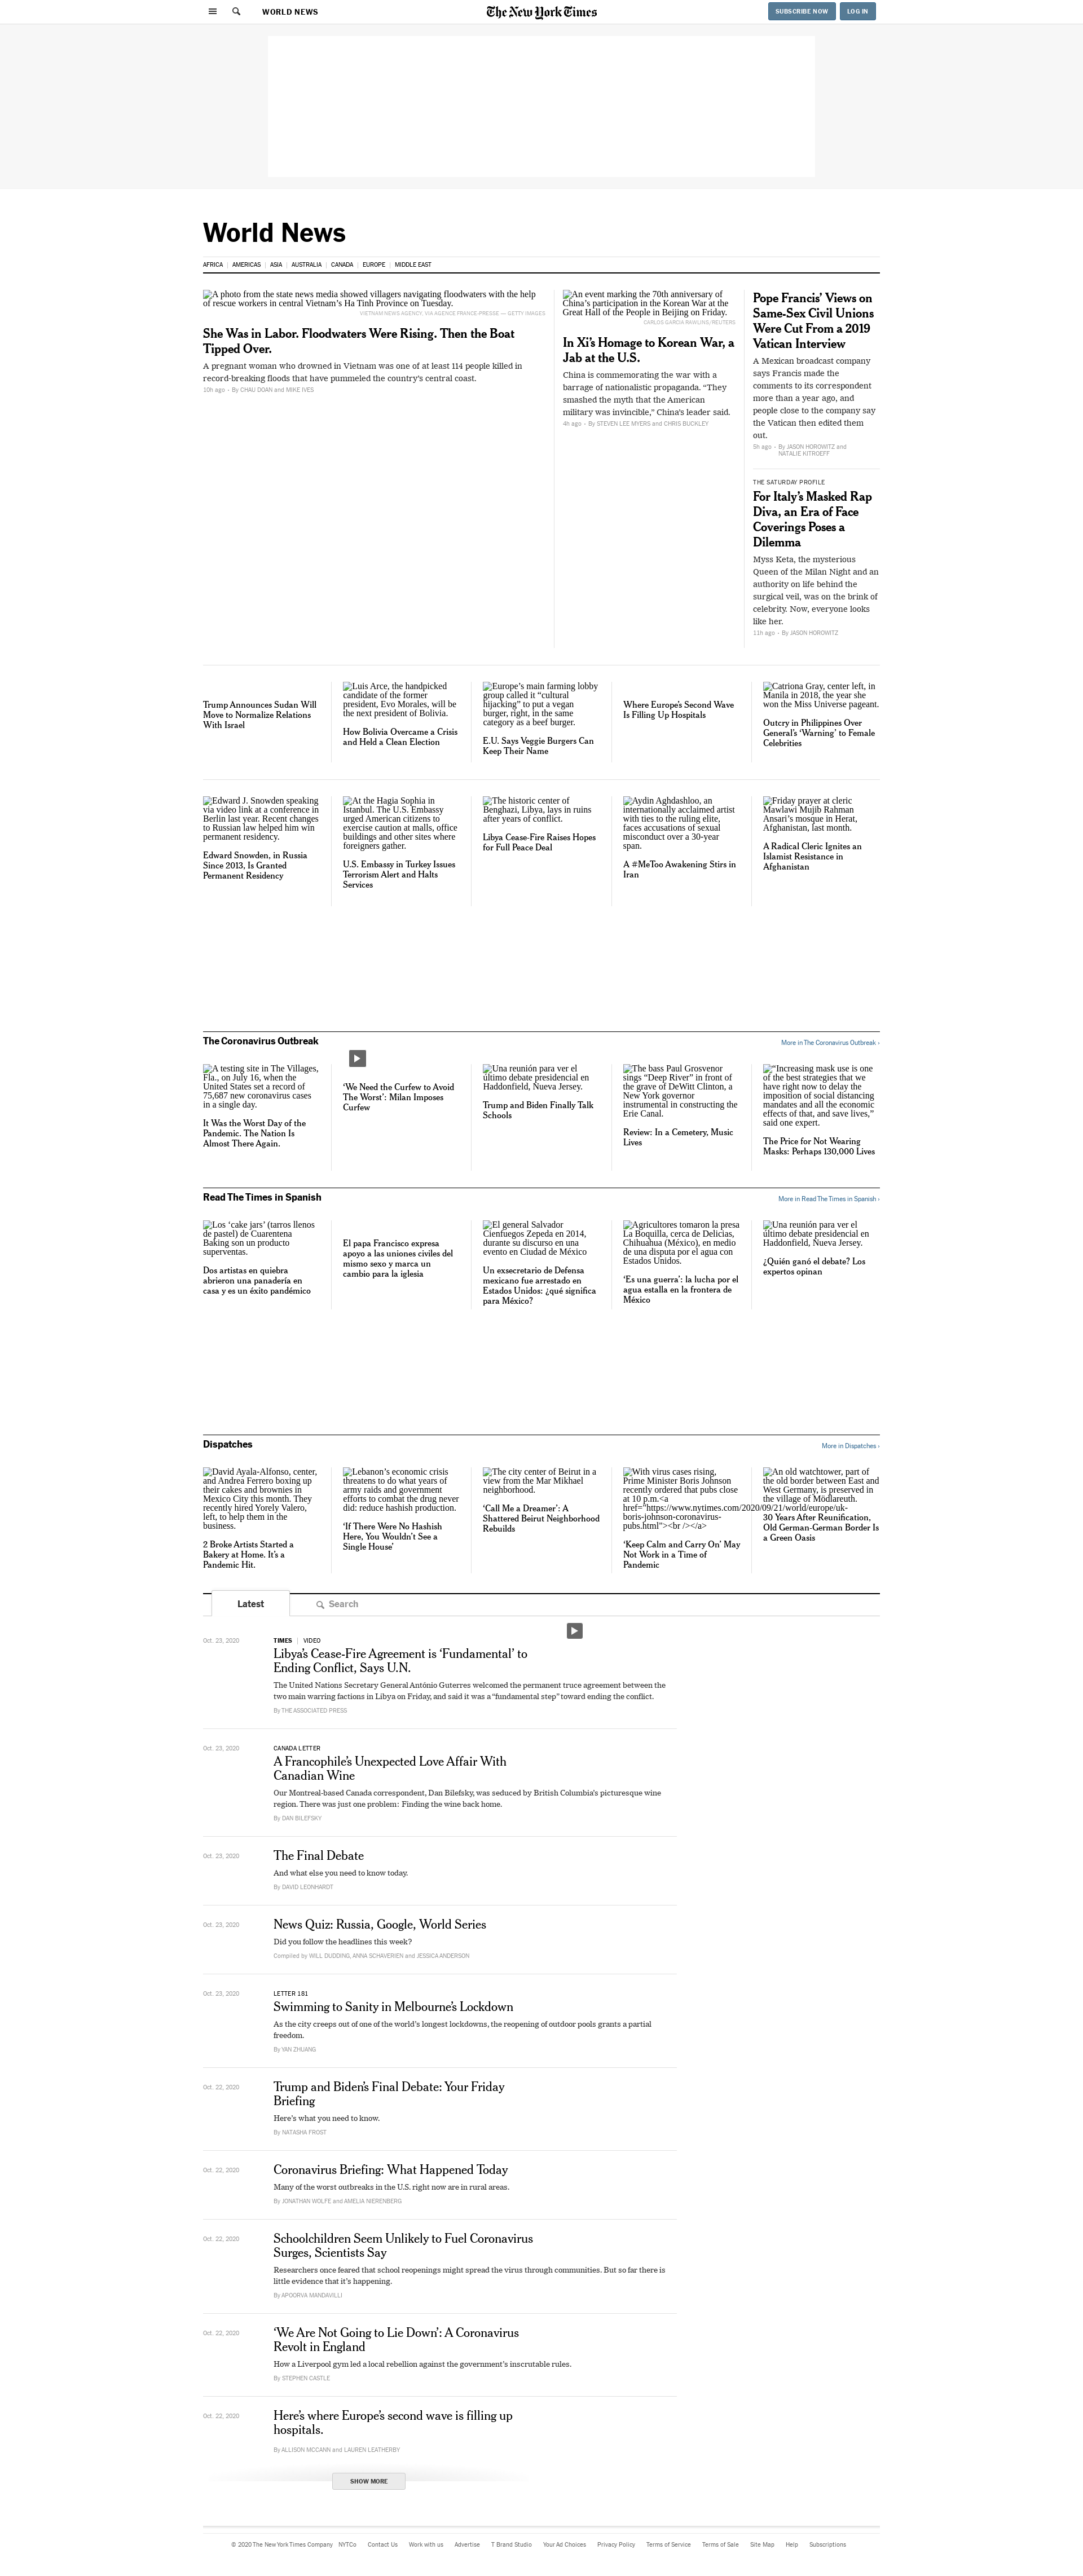 WORLD NEWS
The New York Times
SUBSCRIBE NOW
LOG IN
World News
AFRICA
AMERICAS
ASIA
AUSTRALIA
CANADA
EUROPE
MIDDLE EAST
A photo from the state news media showed villagers navigating floodwaters with the help
of rescue workers in central Vietnam’s Ha Tinh Province on Tuesday.
VIETNAM NEWS AGENCY, VIA AGENCE FRANCE-PRESSE — GETTY IMAGES
She Was in Labor. Floodwaters Were Rising. Then the Boat
Tipped Over.
A pregnant woman who drowned in Vietnam was one of at least 114 people killed in
record-breaking floods that have pummeled the country’s central coast.
10h ago · By CHAU DOAN and MIKE IVES
An event marking the 70th anniversary of
China’s participation in the Korean War at the
Great Hall of the People in Beijing on Friday.
CARLOS GARCIA RAWLINS/REUTERS
In Xi’s Homage to Korean War, a
Jab at the U.S.
China is commemorating the war with a
barrage of nationalistic propaganda. “They
smashed the myth that the American
military was invincible,” China’s leader said.
4h ago · By STEVEN LEE MYERS and CHRIS BUCKLEY
Pope Francis’ Views on
Same-Sex Civil Unions
Were Cut From a 2019
Vatican Interview
A Mexican broadcast company
says Francis made the
comments to its correspondent
more than a year ago, and
people close to the company say
the Vatican then edited them
out.
5h ago · By JASON HOROWITZ and
NATALIE KITROEFF
THE SATURDAY PROFILE
For Italy’s Masked Rap
Diva, an Era of Face
Coverings Poses a
Dilemma
Myss Keta, the mysterious
Queen of the Milan Night and an
authority on life behind the
surgical veil, was on the brink of
celebrity. Now, everyone looks
like her.
11h ago · By JASON HOROWITZ
Trump Announces Sudan Will
Move to Normalize Relations
With Israel
Luis Arce, the handpicked
candidate of the former
president, Evo Morales, will be
the next president of Bolivia.
How Bolivia Overcame a Crisis
and Held a Clean Election
Europe’s main farming lobby
group called it “cultural
hijacking” to put a vegan
burger, right, in the same
category as a beef burger.
E.U. Says Veggie Burgers Can
Keep Their Name
Where Europe’s Second Wave
Is Filling Up Hospitals
Catriona Gray, center left, in
Manila in 2018, the year she
won the Miss Universe pageant.
Outcry in Philippines Over
General’s ‘Warning’ to Female
Celebrities
Edward J. Snowden speaking
via video link at a conference in
Berlin last year. Recent changes
to Russian law helped him win
permanent residency.
Edward Snowden, in Russia
Since 2013, Is Granted
Permanent Residency
At the Hagia Sophia in
Istanbul. The U.S. Embassy
urged American citizens to
exercise caution at malls, office
buildings and other sites where
foreigners gather.
U.S. Embassy in Turkey Issues
Terrorism Alert and Halts
Services
The historic center of
Benghazi, Libya, lays in ruins
after years of conflict.
Libya Cease-Fire Raises Hopes
for Full Peace Deal
Aydin Aghdashloo, an
internationally acclaimed artist
with ties to the ruling elite,
faces accusations of sexual
misconduct over a 30-year
span.
A #MeToo Awakening Stirs in
Iran
Friday prayer at cleric
Mawlawi Mujib Rahman
Ansari’s mosque in Herat,
Afghanistan, last month.
A Radical Cleric Ignites an
Islamist Resistance in
Afghanistan
The Coronavirus Outbreak
More in The Coronavirus Outbreak ›
A testing site in The Villages,
Fla., on July 16, when the
United States set a record of
75,687 new coronavirus cases
in a single day.
It Was the Worst Day of the
Pandemic. The Nation Is
Almost There Again.
‘We Need the Curfew to Avoid
The Worst’: Milan Imposes
Curfew
Una reunión para ver el
último debate presidencial en
Haddonfield, Nueva Jersey.
Trump and Biden Finally Talk
Schools
The bass Paul Grosvenor
sings “Deep River” in front of
the grave of DeWitt Clinton, a
New York governor
instrumental in constructing the
Erie Canal.
Review: In a Cemetery, Music
Lives
“Increasing mask use is one
of the best strategies that we
have right now to delay the
imposition of social distancing
mandates and all the economic
effects of that, and save lives,”
said one expert.
The Price for Not Wearing
Masks: Perhaps 130,000 Lives
Read The Times in Spanish
More in Read The Times in Spanish ›
Los ‘cake jars’ (tarros llenos
de pastel) de Cuarentena
Baking son un producto
superventas.
Dos artistas en quiebra
abrieron una panadería en
casa y es un éxito pandémico
El papa Francisco expresa
apoyo a las uniones civiles del
mismo sexo y marca un
cambio para la iglesia
El general Salvador
Cienfuegos Zepeda en 2014,
durante su discurso en una
evento en Ciudad de México
Un exsecretario de Defensa
mexicano fue arrestado en
Estados Unidos: ¿qué significa
para México?
Agricultores tomaron la presa
La Boquilla, cerca de Delicias,
Chihuahua (México), en medio
de una disputa por el agua con
Estados Unidos.
‘Es una guerra’: la lucha por el
agua estalla en la frontera de
México
Una reunión para ver el
último debate presidencial en
Haddonfield, Nueva Jersey.
¿Quién ganó el debate? Los
expertos opinan
Dispatches
More in Dispatches ›
David Ayala-Alfonso, center,
and Andrea Ferrero boxing up
their cakes and brownies in
Mexico City this month. They
recently hired Yorely Valero,
left, to help them in the
business.
2 Broke Artists Started a
Bakery at Home. It’s a
Pandemic Hit.
Lebanon’s economic crisis
threatens to do what years of
army raids and government
efforts to combat the drug never
did: reduce hashish production.
‘If There Were No Hashish
Here, You Wouldn’t See a
Single House’
The city center of Beirut in a
view from the Mar Mikhael
neighborhood.
‘Call Me a Dreamer’: A
Shattered Beirut Neighborhood
Rebuilds
With virus cases rising,
Prime Minister Boris Johnson
recently ordered that pubs close
at 10 p.m.<a
href="https://www.nytimes.com/2020/09/21/world/europe/uk-
boris-johnson-coronavirus-
pubs.html"><br /></a>
‘Keep Calm and Carry On’ May
Not Work in a Time of
Pandemic
An old watchtower, part of
the old border between East and
West Germany, is preserved in
the village of Mödlareuth.
30 Years After Reunification,
Old German-German Border Is
a Green Oasis
Latest
Search
Oct. 23, 2020
TIMES | VIDEO
Libya’s Cease-Fire Agreement is ‘Fundamental’ to
Ending Conflict, Says U.N.
The United Nations Secretary General António Guterres welcomed the permanent truce agreement between the
two main warring factions in Libya on Friday, and said it was a “fundamental step” toward ending the conflict.
By THE ASSOCIATED PRESS
Oct. 23, 2020
CANADA LETTER
A Francophile’s Unexpected Love Affair With
Canadian Wine
Our Montreal-based Canada correspondent, Dan Bilefsky, was seduced by British Columbia’s picturesque wine
region. There was just one problem: Finding the wine back home.
By DAN BILEFSKY
Oct. 23, 2020
The Final Debate
And what else you need to know today.
By DAVID LEONHARDT
Oct. 23, 2020
News Quiz: Russia, Google, World Series
Did you follow the headlines this week?
Compiled by WILL DUDDING, ANNA SCHAVERIEN and JESSICA ANDERSON
Oct. 23, 2020
LETTER 181
Swimming to Sanity in Melbourne’s Lockdown
As the city creeps out of one of the world’s longest lockdowns, the reopening of outdoor pools grants a partial
freedom.
By YAN ZHUANG
Oct. 22, 2020
Trump and Biden’s Final Debate: Your Friday
Briefing
Here’s what you need to know.
By NATASHA FROST
Oct. 22, 2020
Coronavirus Briefing: What Happened Today
Many of the worst outbreaks in the U.S. right now are in rural areas.
By JONATHAN WOLFE and AMELIA NIERENBERG
Oct. 22, 2020
Schoolchildren Seem Unlikely to Fuel Coronavirus
Surges, Scientists Say
Researchers once feared that school reopenings might spread the virus through communities. But so far there is
little evidence that it’s happening.
By APOORVA MANDAVILLI
Oct. 22, 2020
‘We Are Not Going to Lie Down’: A Coronavirus
Revolt in England
How a Liverpool gym led a local rebellion against the government’s inscrutable rules.
By STEPHEN CASTLE
Oct. 22, 2020
Here’s where Europe’s second wave is filling up
hospitals.
By ALLISON MCCANN and LAUREN LEATHERBY
SHOW MORE
© 2020 The New York Times Company
NYTCo
Contact Us
Work with us
Advertise
T Brand Studio
Your Ad Choices
Privacy Policy
Terms of Service
Terms of Sale
Site Map
Help
Subscriptions